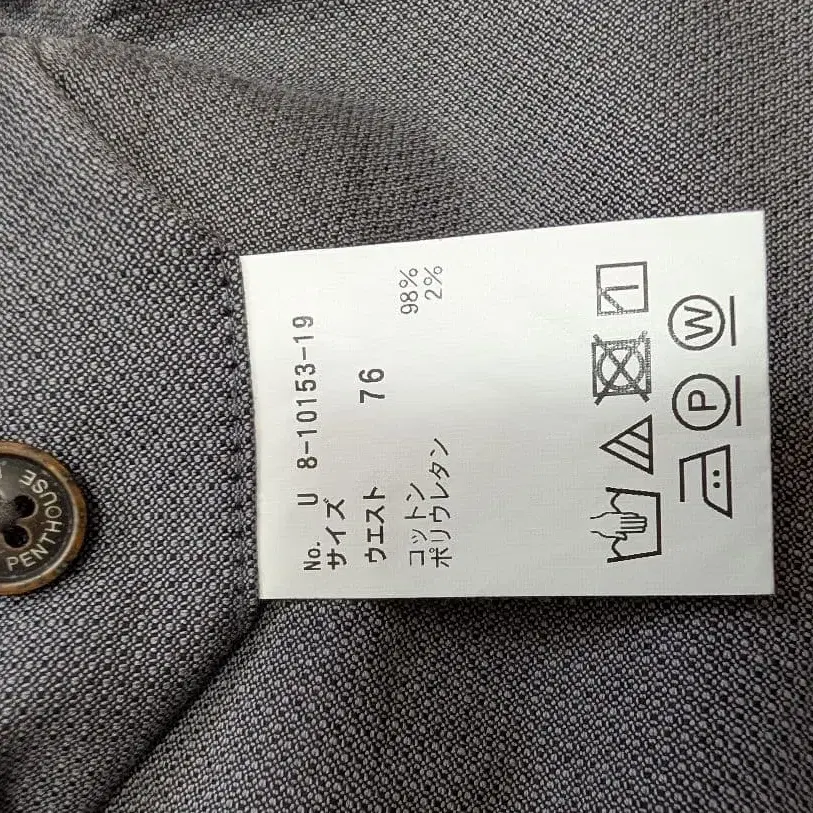 No. U 8-10153-19
サイズ
ウエスト 76
コットン 98%
ポリウレタン 2%
P W
PENTHOUSE